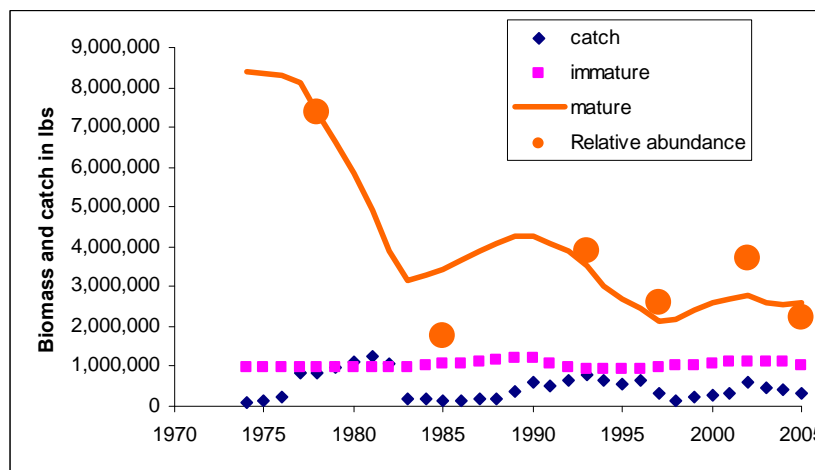 Biomass and catch in lbs
9,000,000
8,000,000
7,000,000
6,000,000
5,000,000
4,000,000
3,000,000
2,000,000
1,000,000
0
1970 1975 1980 1985 1990 1995 2000 2005
catch
immature
mature
Relative abundance